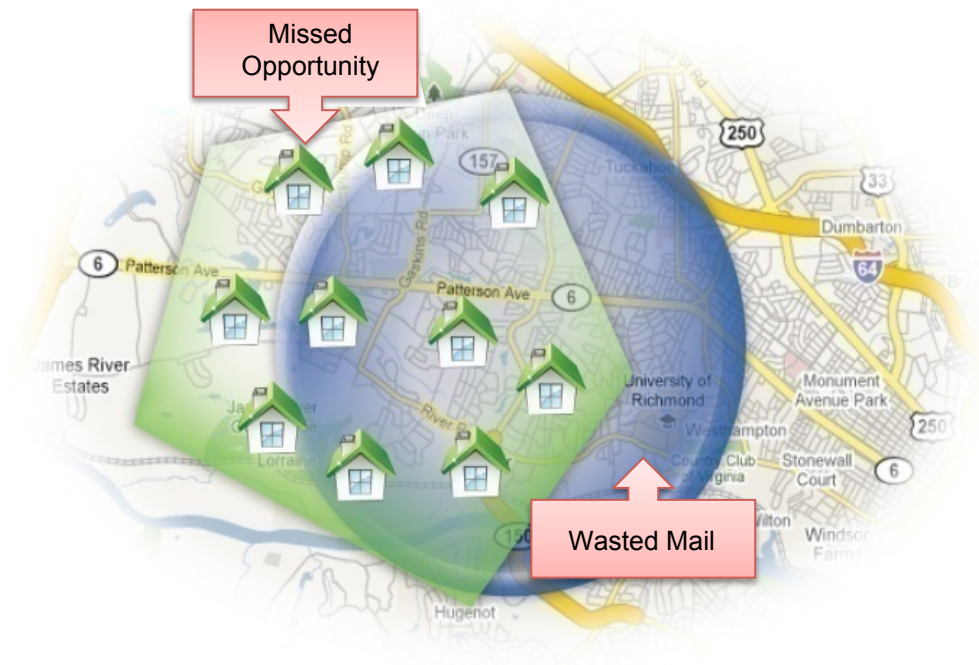 Missed
Opportunity
Park
157
250
33
Tuckahoe
Dumbarton
64
6
Patterson Ave
Gaskins Rd
Patterson Ave
6
James River
Estates
University of
Richmond
Monument
Avenue Park
250
River
Westhampton
Lorraine
Country Club
of Virginia
Stonewall
Court
6
150
Wasted Mail
Wilton
Windsor
Farms
Hugenot